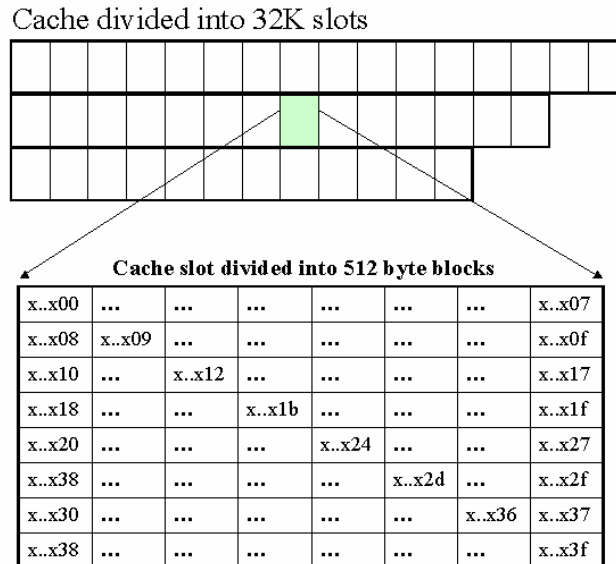 Cache divided into 32K slots
Cache slot divided into 512 byte blocks
x..x00 ... ... ... ... ... ... x..x07
x..x08 x..x09 ... ... ... ... ... x..x0f
x..x10 ... x..x12 ... ... ... ... x..x17
x..x18 ... ... x..x1b ... ... ... x..x1f
x..x20 ... ... ... x..x24 ... ... x..x27
x..x38 ... ... ... ... x..x2d ... x..x2f
x..x30 ... ... ... ... ... x..x36 x..x37
x..x38 ... ... ... ... ... ... x..x3f